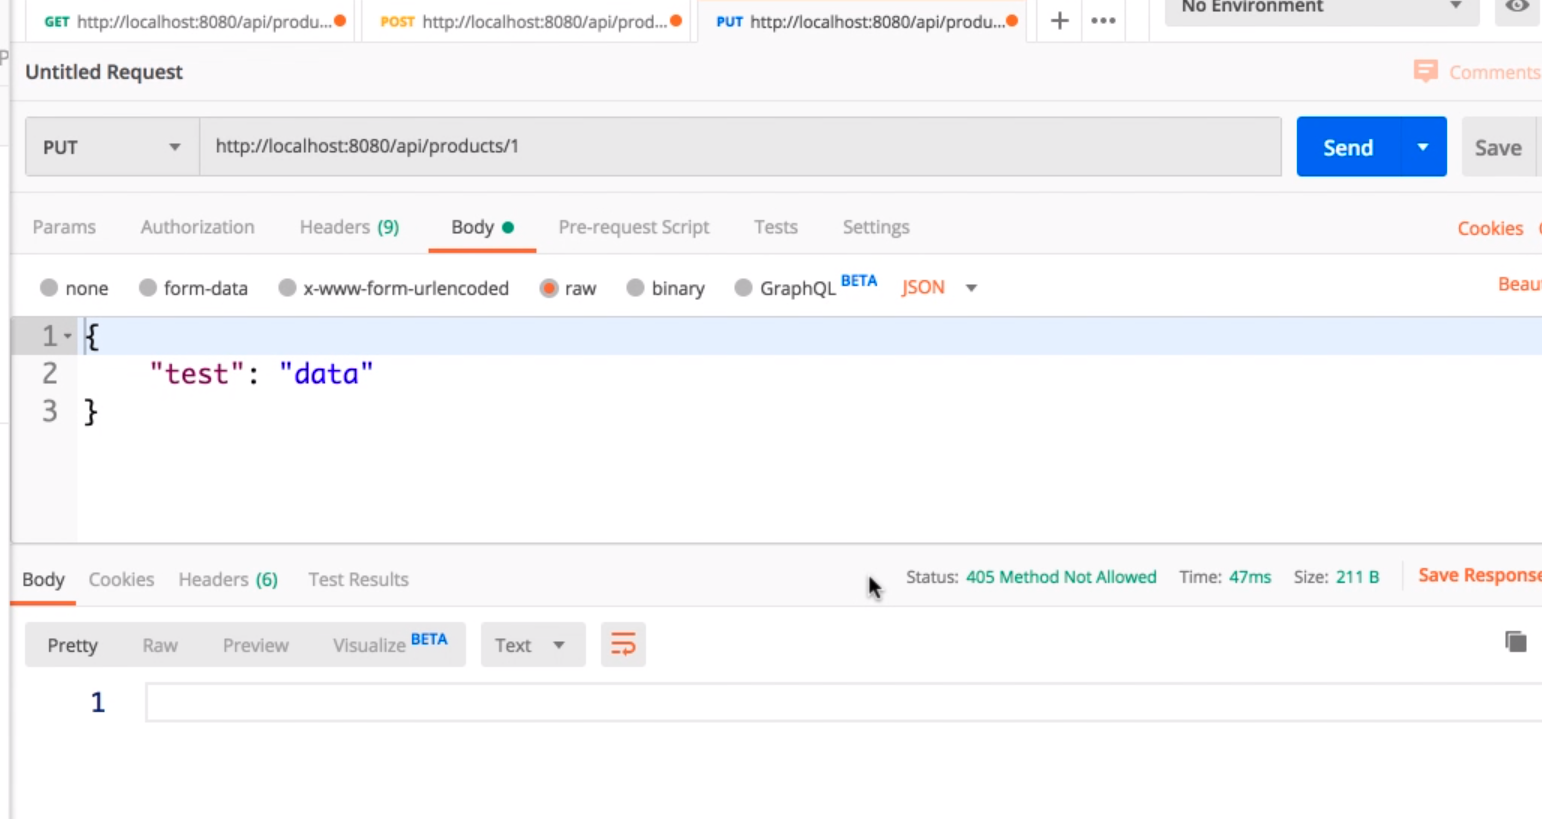 GET http://localhost:8080/api/produ... POST http://localhost:8080/api/prod... PUT http://localhost:8080/api/produ... + ••• No Environment
P
Untitled Request Comments
PUT http://localhost:8080/api/products/1 Send Save
Params Authorization Headers (9) Body Pre-request Script Tests Settings Cookies
none form-data x-www-form-urlencoded raw binary GraphQL BETA JSON Beau
1 {
2 "test": "data"
3 }
Body Cookies Headers (6) Test Results Status: 405 Method Not Allowed Time: 47ms Size: 211 B Save Response
Pretty Raw Preview Visualize BETA Text
1